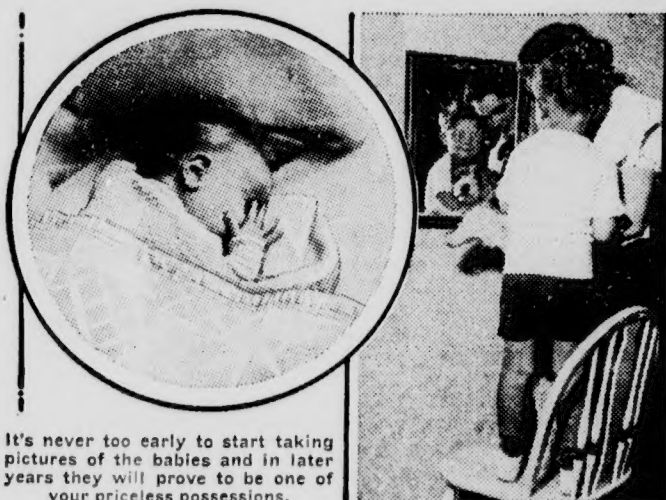 It's never too early to start taking
pictures of the babies and in later
years they will prove to be one of
your priceless possessions.